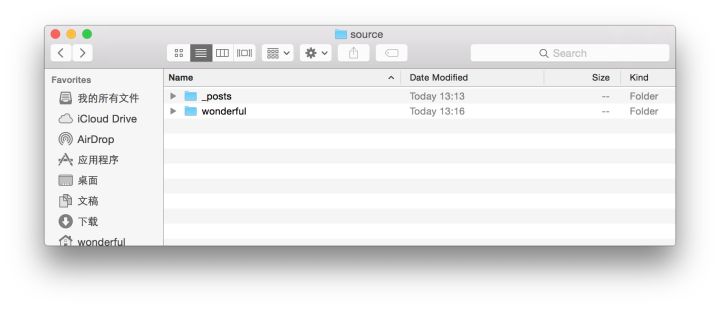 source
Search
Favorites
我的所有文件
iCloud Drive
AirDrop
应用程序
桌面
文稿
下载
wonderful
Name Date Modified Size Kind
_posts Today 13:13 -- Folder
wonderful Today 13:16 -- Folder